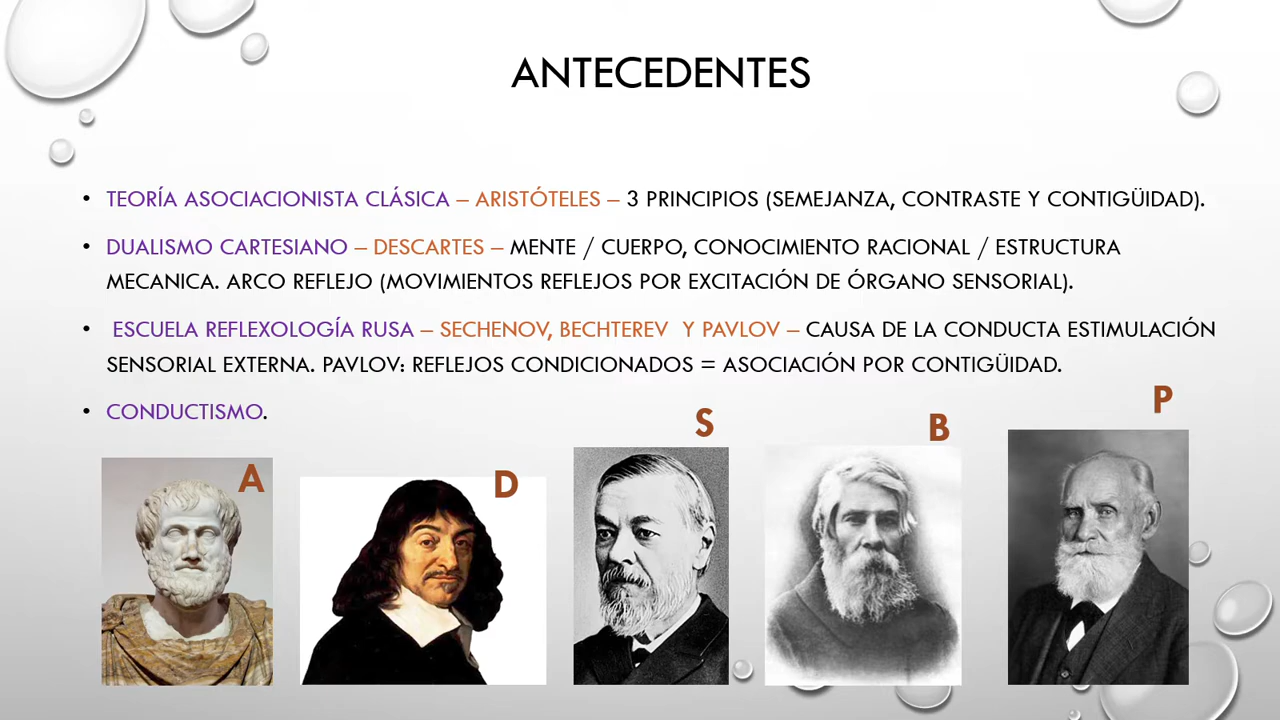 ANTECEDENTES
• TEORÍA ASOCIACIONISTA CLÁSICA – ARISTÓTELES – 3 PRINCIPIOS (SEMEJANZA, CONTRASTE Y CONTIGÜIDAD).
• DUALISMO CARTESIANO – DESCARTES – MENTE / CUERPO, CONOCIMIENTO RACIONAL / ESTRUCTURA
MECANICA. ARCO REFLEJO (MOVIMIENTOS REFLEJOS POR EXCITACIÓN DE ÓRGANO SENSORIAL).
• ESCUELA REFLEXOLOGÍA RUSA – SECHENOV, BECHTEREV Y PAVLOV – CAUSA DE LA CONDUCTA ESTIMULACIÓN
SENSORIAL EXTERNA. PAVLOV: REFLEJOS CONDICIONADOS = ASOCIACIÓN POR CONTIGÜIDAD.
• CONDUCTISMO.
A
D
S
B
P